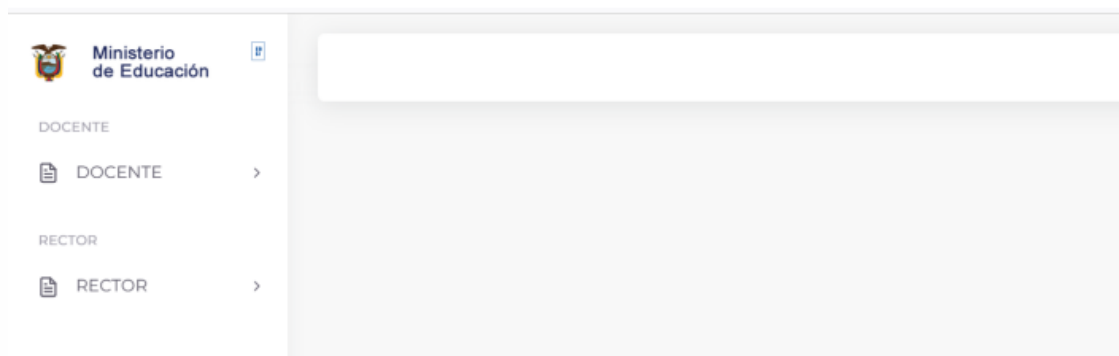 Ministerio
de Educación
DOCENTE
DOCENTE
RECTOR
RECTOR